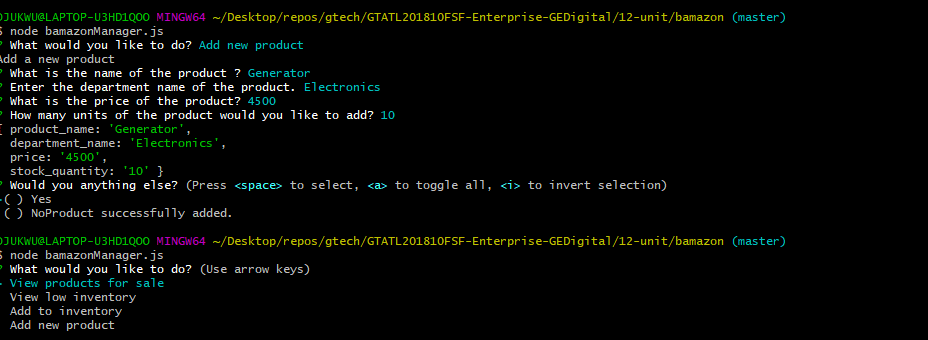 OJUKWU@LAPTOP-U3HD1QOO MINGW64 ~/Desktop/repos/gtech/GTATL201810FSF-Enterprise-GEDigital/12-unit/bamazon (master)
$ node bamazonManager.js
? What would you like to do? Add new product
Add a new product
? What is the name of the product ? Generator
? Enter the department name of the product. Electronics
? What is the price of the product? 4500
? How many units of the product would you like to add? 10
{ product_name: 'Generator',
department_name: 'Electronics',
price: '4500',
stock_quantity: '10' }
? Would you anything else? (Press <space> to select, <a> to toggle all, <i> to invert selection)
>( ) Yes
( ) NoProduct successfully added.
OJUKWU@LAPTOP-U3HD1QOO MINGW64 ~/Desktop/repos/gtech/GTATL201810FSF-Enterprise-GEDigital/12-unit/bamazon (master)
$ node bamazonManager.js
? What would you like to do? (Use arrow keys)
> View products for sale
View low inventory
Add to inventory
Add new product